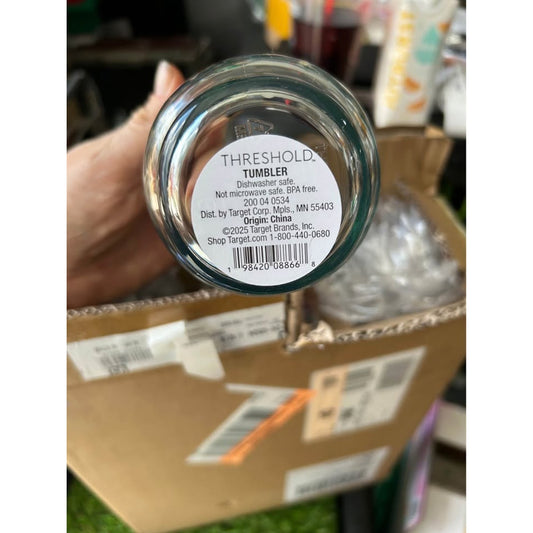 THRESHOLD™
TUMBLER
Dishwasher safe.
Not microwave safe. BPA free.
200 04 0534
Dist. by Target Corp. Mpls., MN 55403
Origin: China
©2025 Target Brands, Inc.
Shop Target.com 1-800-440-0680
1 98420 08866 8